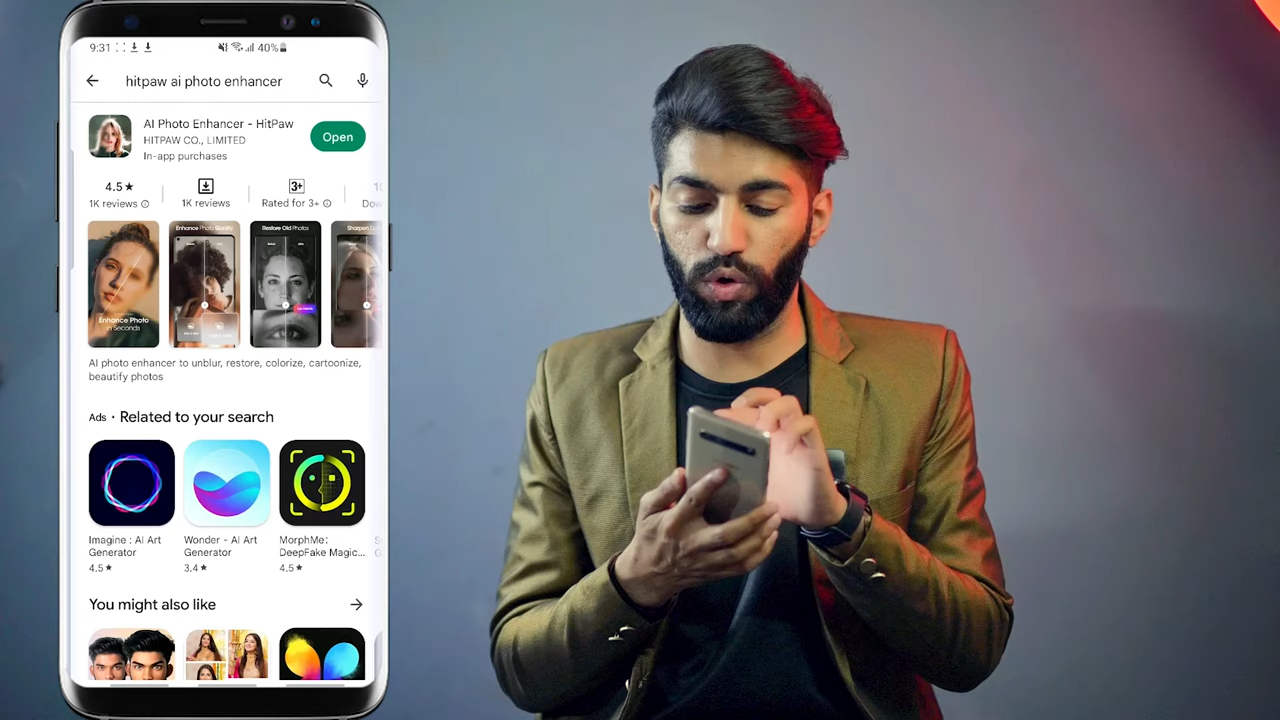 9:31
40%
hitpaw ai photo enhancer
AI Photo Enhancer - HitPaw
HITPAW CO., LIMITED
In-app purchases
Open
4.5★
1K reviews
1K reviews
3+
Rated for 3+
Enhance Photo
in Seconds
Enhance Photo Quality
Restore Old Photos
Sharpen
AI photo enhancer to unblur, restore, colorize, cartoonize,
beautify photos
Ads · Related to your search
Imagine : AI Art
Generator
4.5★
Wonder - AI Art
Generator
3.4★
MorphMe:
DeepFake Magic...
4.5★
You might also like